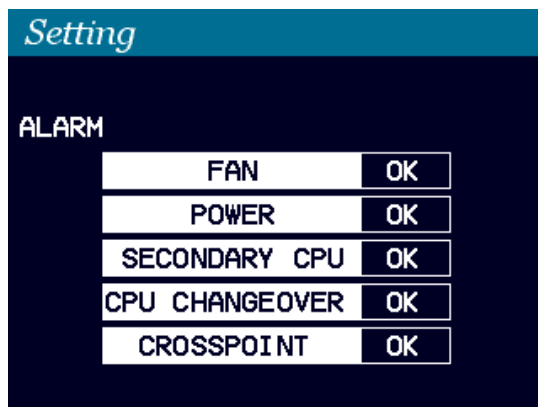 Setting
ALARM
FAN OK
POWER OK
SECONDARY CPU OK
CPU CHANGEOVER OK
CROSSPOINT OK